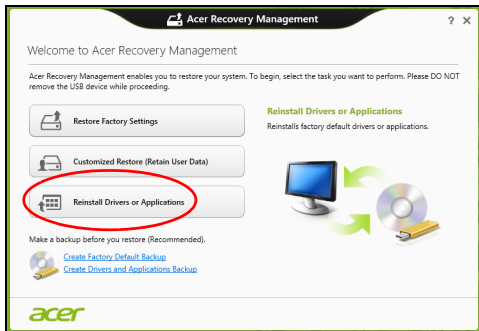 Acer Recovery Management
Welcome to Acer Recovery Management
Acer Recovery Management enables you to restore your system. To begin, select the task you want to perform. Please DO NOT
remove the USB device while proceeding.
Restore Factory Settings
Customized Restore (Retain User Data)
Reinstall Drivers or Applications
Reinstall Drivers or Applications
Reinstalls factory default drivers or applications.
Make a backup before you restore (Recommended).
Create Factory Default Backup
Create Drivers and Applications Backup
acer